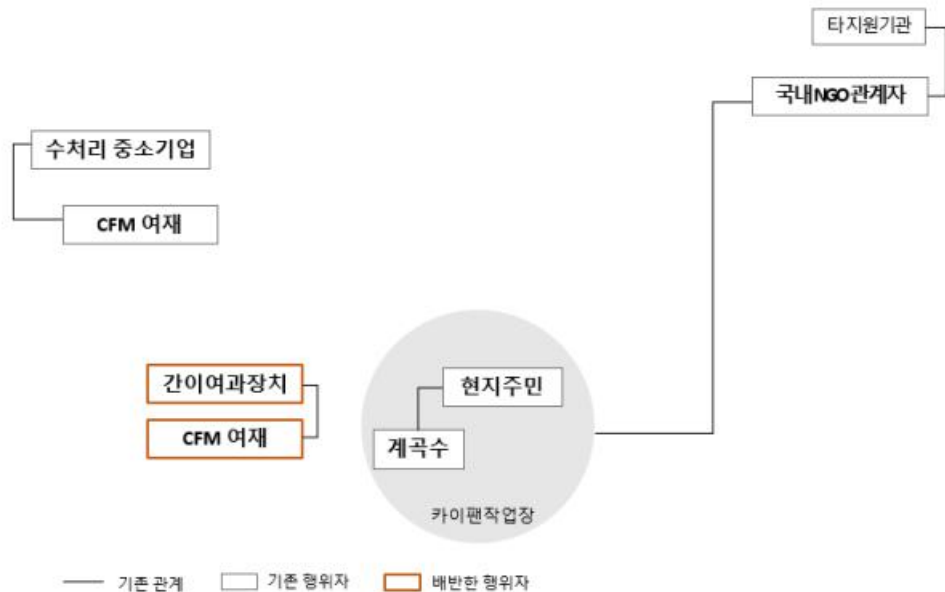 타지원기관
국내NGO관계자
수처리 중소기업
CFM 여재
간이여과장치
CFM 여재
현지주민
계곡수
카이팬작업장
기존 관계
기존 행위자
배반한 행위자